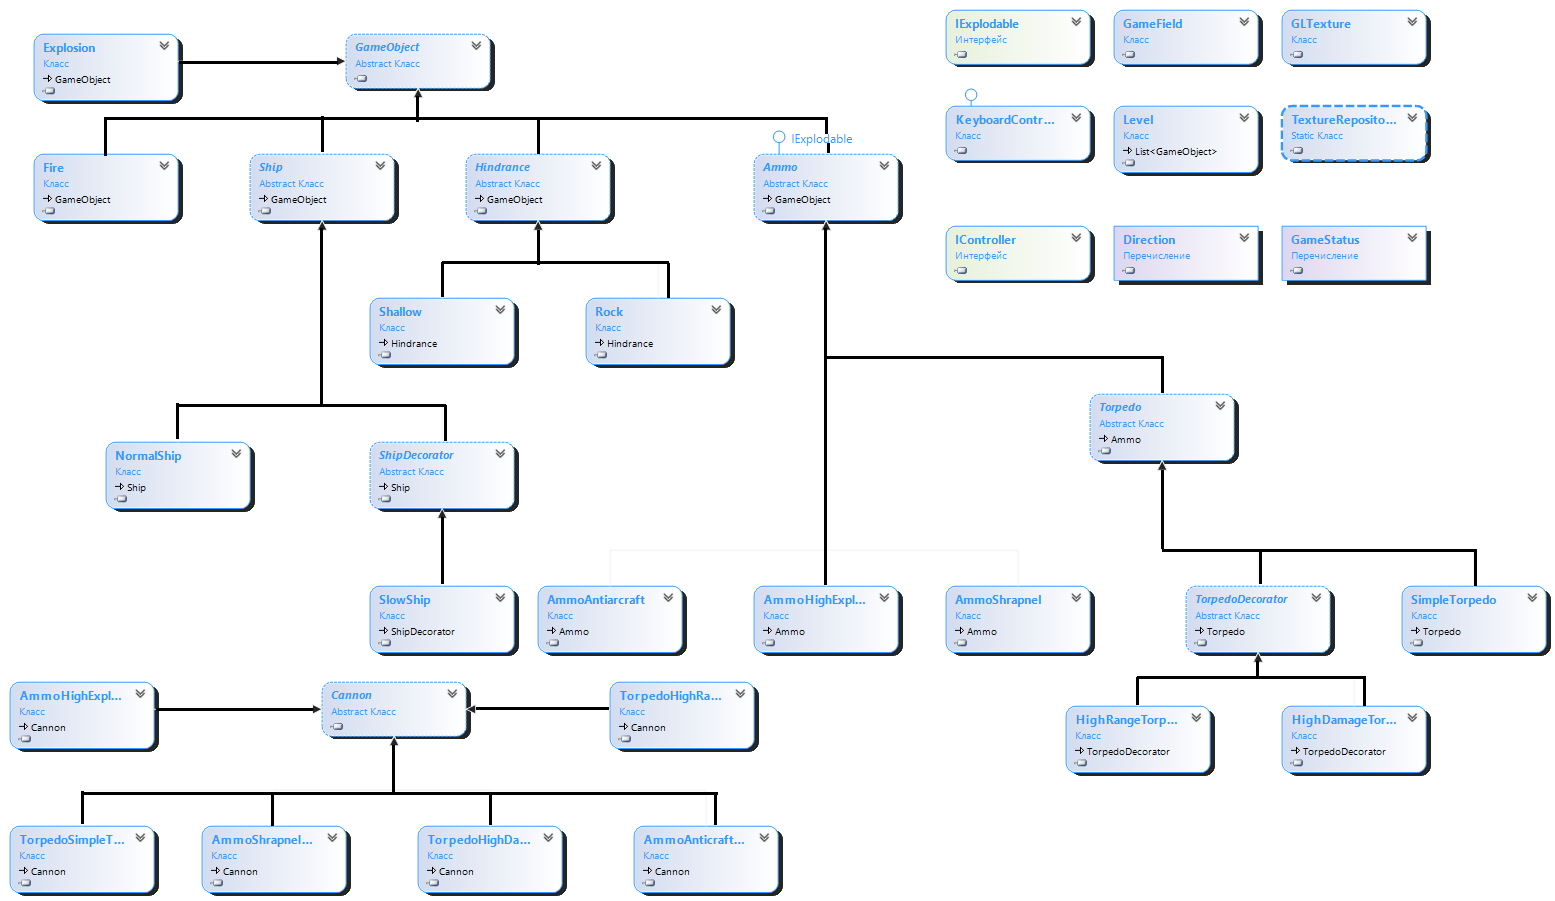 Explosion
Класс
GameObject
GameObject
Abstract Класс
IExplodable
Интерфейс
GameField
Класс
GLTexture
Класс
KeyboardContr...
Класс
Level
Класс
List<GameObject>
TextureReposito...
Static Класс
Fire
Класс
GameObject
Ship
Abstract Класс
GameObject
Hindrance
Abstract Класс
GameObject
IExplodable
Ammo
Abstract Класс
GameObject
IController
Интерфейс
Direction
Перечисление
GameStatus
Перечисление
Shallow
Класс
Hindrance
Rock
Класс
Hindrance
Torpedo
Abstract Класс
Ammo
NormalShip
Класс
Ship
ShipDecorator
Abstract Класс
Ship
SlowShip
Класс
ShipDecorator
AmmoAntiarcraft
Класс
Ammo
AmmoHighExpl...
Класс
Ammo
AmmoShrapnel
Класс
Ammo
TorpedoDecorator
Abstract Класс
Torpedo
SimpleTorpedo
Класс
Torpedo
AmmoHighExpl...
Класс
Cannon
Cannon
Abstract Класс
TorpedoHighRa...
Класс
Cannon
HighRangeTorp...
Класс
TorpedoDecorator
HighDamageTor...
Класс
TorpedoDecorator
TorpedoSimpleT...
Класс
Cannon
AmmoShrapnel...
Класс
Cannon
TorpedoHighDa...
Класс
Cannon
AmmoAnticraft...
Класс
Cannon